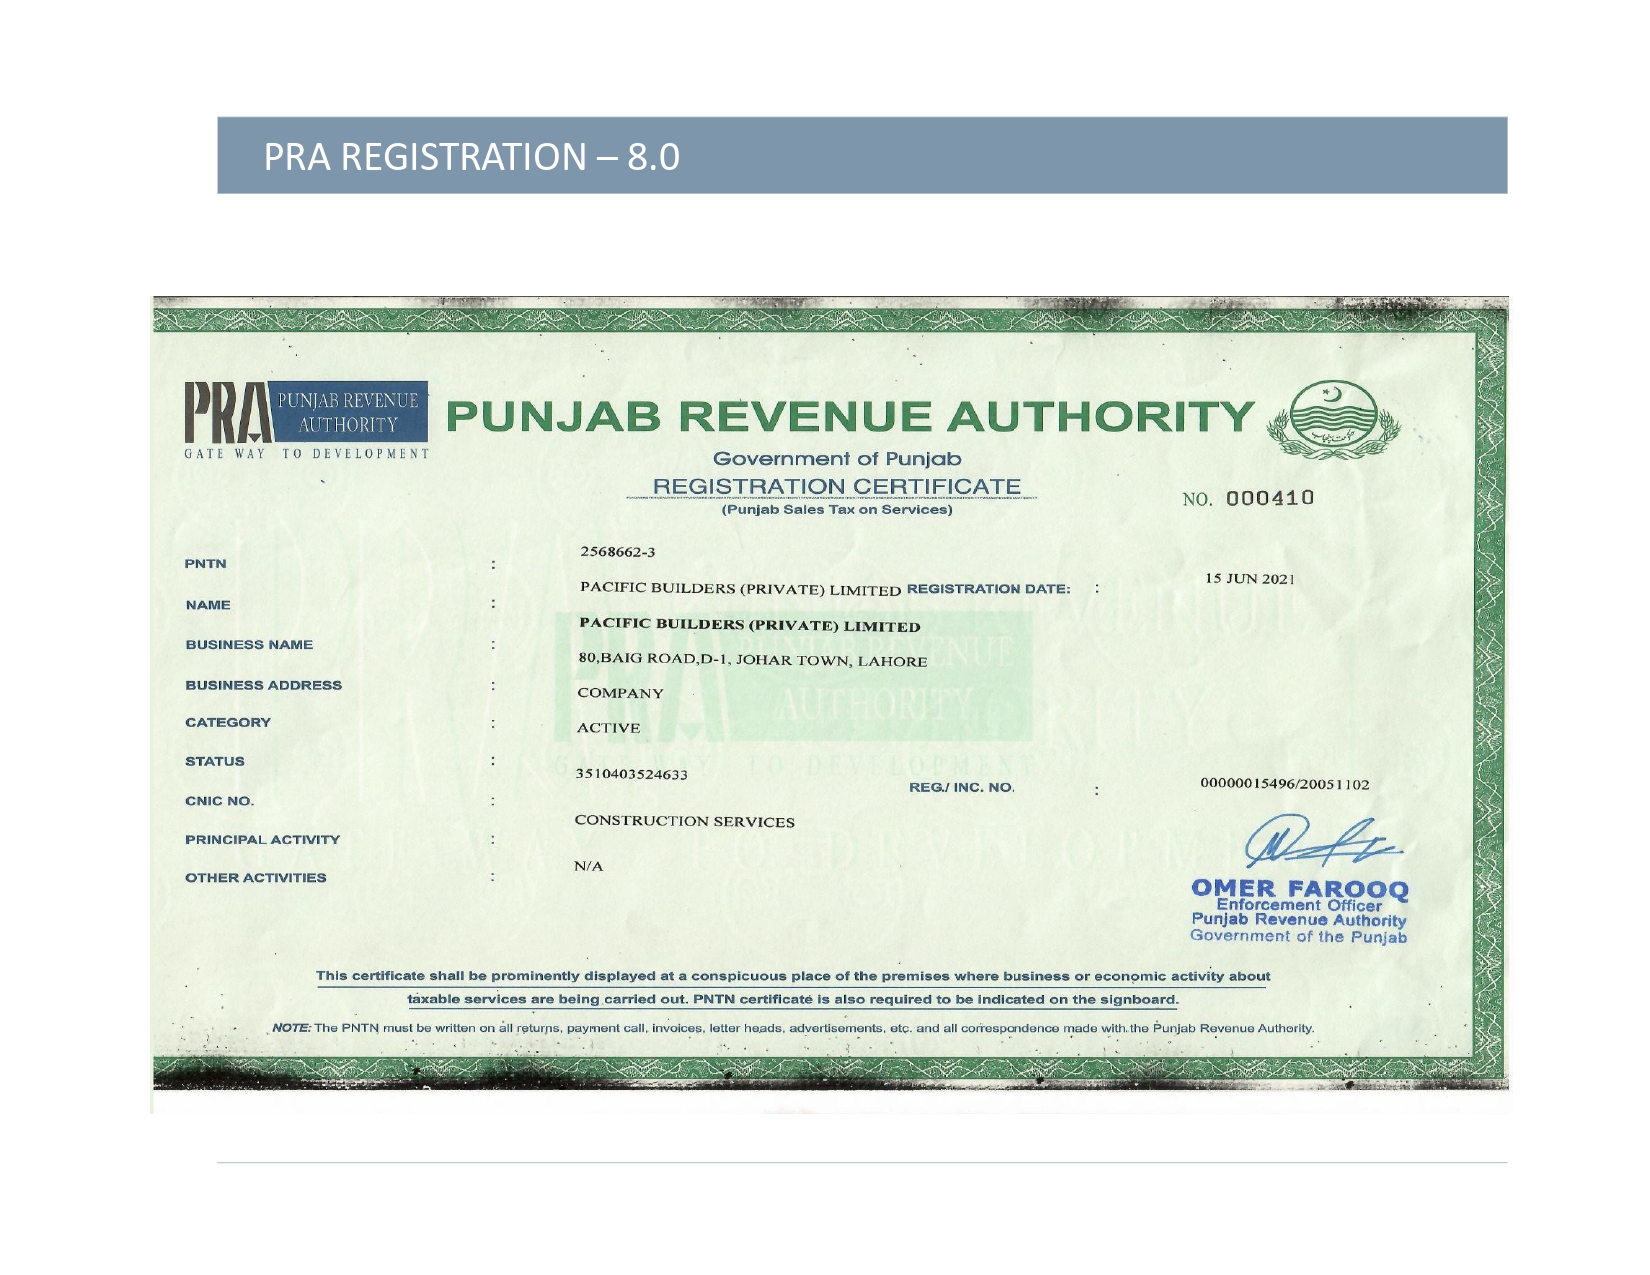 PRA REGISTRATION – 8.0
PRA PUNJAB REVENUE AUTHORITY
GATE WAY TO DEVELOPMENT
PUNJAB REVENUE AUTHORITY
Government of Punjab
REGISTRATION CERTIFICATE
(Punjab Sales Tax on Services)
NO. 000410
PNTN : 2568662-3
NAME : PACIFIC BUILDERS (PRIVATE) LIMITED REGISTRATION DATE: : 15 JUN 2021
BUSINESS NAME : PACIFIC BUILDERS (PRIVATE) LIMITED
BUSINESS ADDRESS : 80,BAIG ROAD,D-1, JOHAR TOWN, LAHORE
CATEGORY : COMPANY
STATUS : ACTIVE
CNIC NO. : 3510403524633 REG./ INC. NO. : 00000015496/20051102
PRINCIPAL ACTIVITY : CONSTRUCTION SERVICES
OTHER ACTIVITIES : N/A
OMER FAROOQ
Enforcement Officer
Punjab Revenue Authority
Government of the Punjab
This certificate shall be prominently displayed at a conspicuous place of the premises where business or economic activity about
taxable services are being carried out. PNTN certificate is also required to be indicated on the signboard.
NOTE: The PNTN must be written on all returns, payment call, invoices, letter heads, advertisements, etc. and all correspondence made with the Punjab Revenue Authority.